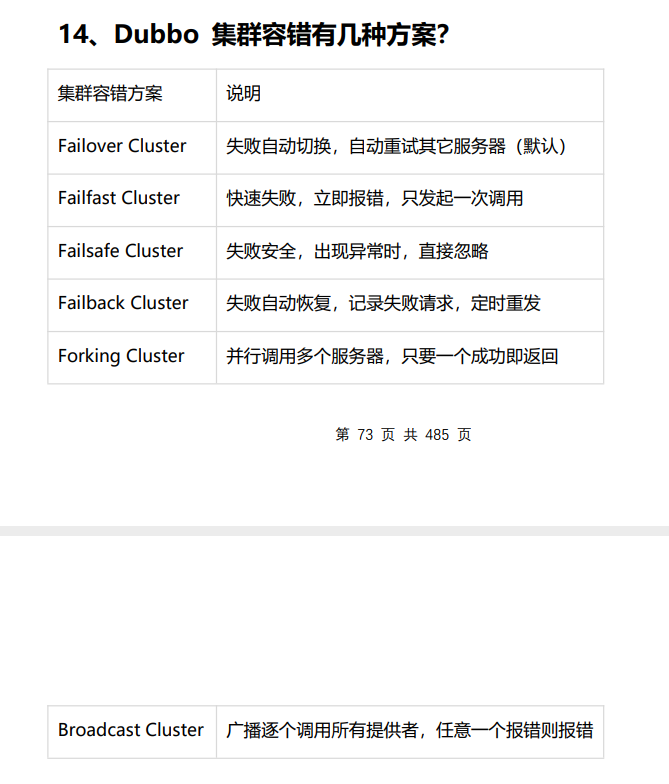 14、Dubbo 集群容错有几种方案?
集群容错方案 说明
Failover Cluster 失败自动切换，自动重试其它服务器（默认）
Failfast Cluster 快速失败，立即报错，只发起一次调用
Failsafe Cluster 失败安全，出现异常时，直接忽略
Failback Cluster 失败自动恢复，记录失败请求，定时重发
Forking Cluster 并行调用多个服务器，只要一个成功即返回
第 73 页 共 485 页
Broadcast Cluster 广播逐个调用所有提供者，任意一个报错则报错